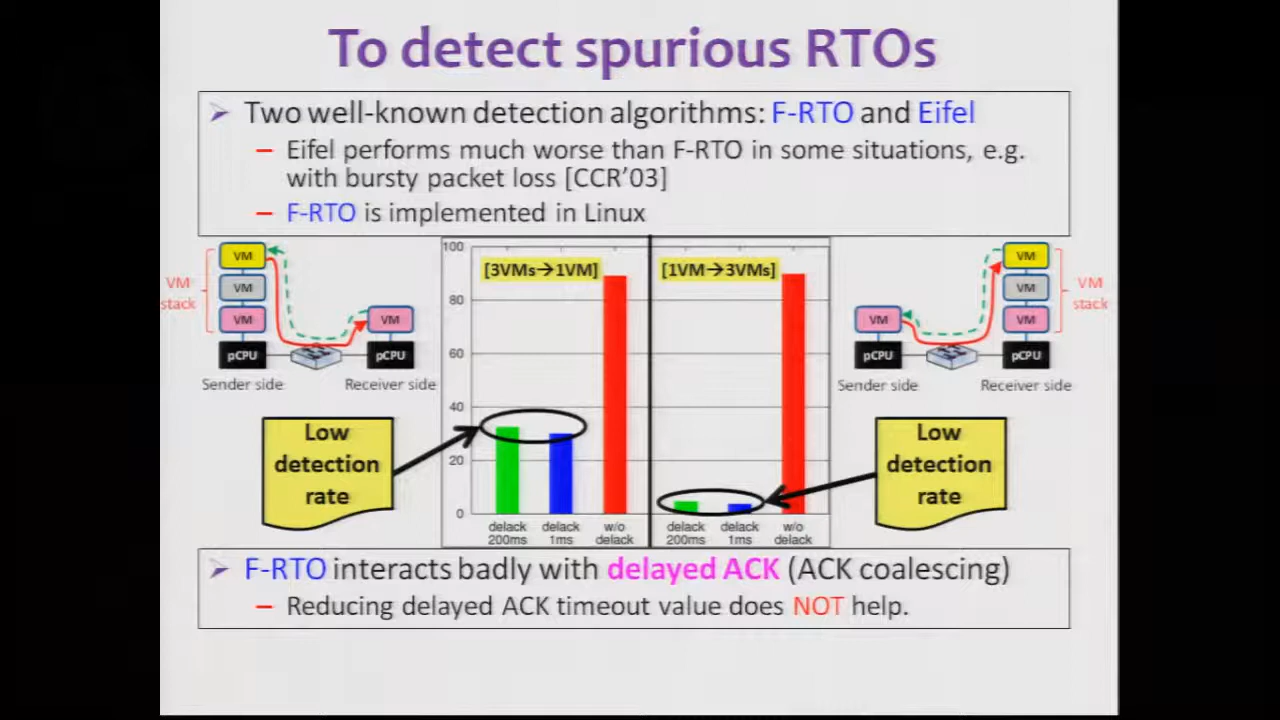 To detect spurious RTOs
Two well-known detection algorithms: F-RTO and Eifel
– Eifel performs much worse than F-RTO in some situations, e.g.
with bursty packet loss [CCR’03]
– F-RTO is implemented in Linux
VM
VM
VM
VM
stack
VM
pCPU
pCPU
Sender side
Receiver side
Low
detection
rate
100
80
60
40
20
0
[3VMs→1VM]
[1VM→3VMs]
delack
200ms
delack
1ms
w/o
delack
delack
200ms
delack
1ms
w/o
delack
VM
VM
VM
VM
VM
stack
pCPU
pCPU
Sender side
Receiver side
Low
detection
rate
F-RTO interacts badly with delayed ACK (ACK coalescing)
– Reducing delayed ACK timeout value does NOT help.